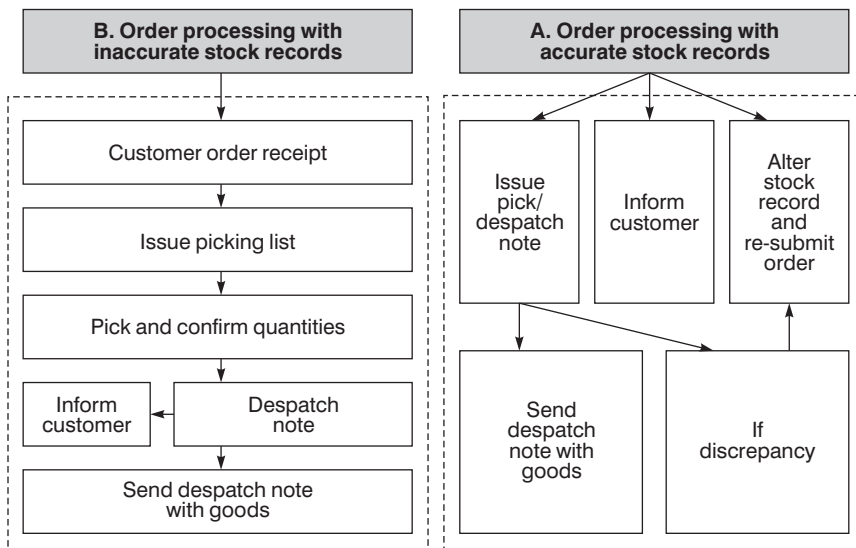 B. Order processing with
inaccurate stock records
Customer order receipt
Issue picking list
Pick and confirm quantities
Inform
customer
Despatch
note
Send despatch note
with goods
A. Order processing with
accurate stock records
Issue
pick/
despatch
note
Inform
customer
Alter
stock
record
and
re-submit
order
Send
despatch
note with
goods
If
discrepancy